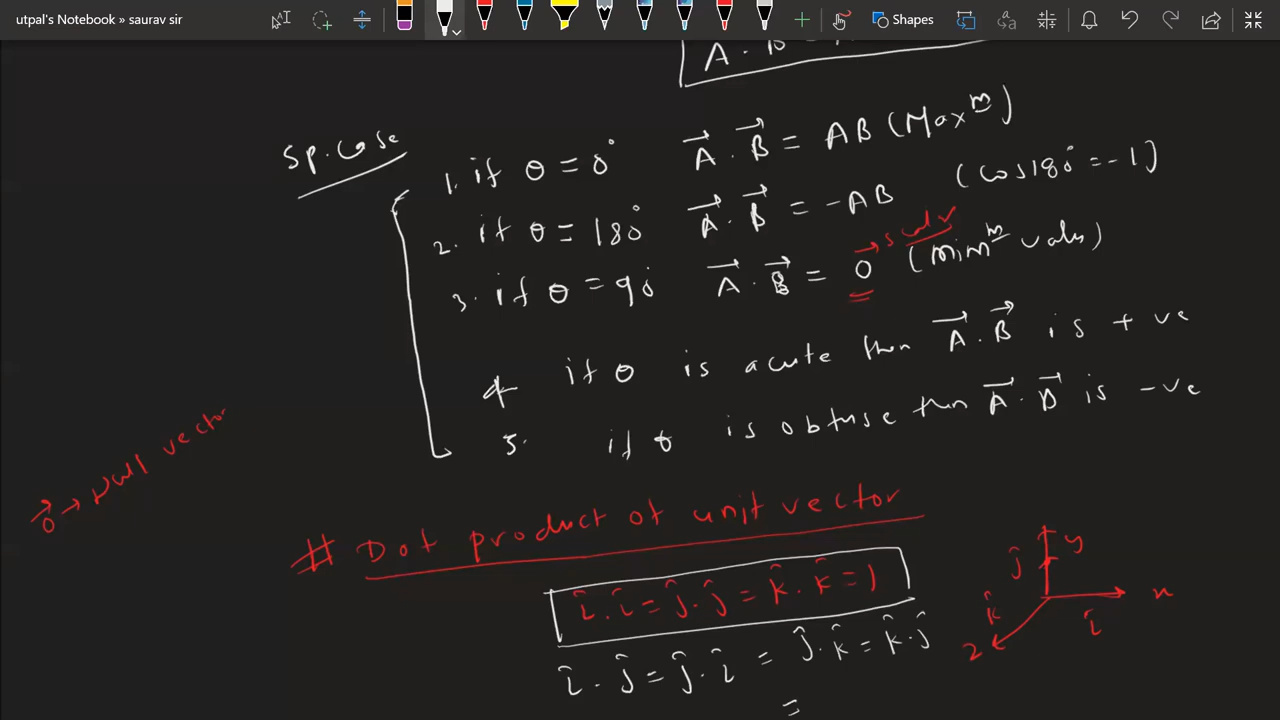 utpal's Notebook » saurav sir
Shapes
A⃗ · B
Sp. case
1. if θ = 0° A⃗ · B⃗ = AB (Maxᵐ)
2. if θ = 180° A⃗ · B⃗ = -AB (cos180° = -1)
3. if θ = 90° A⃗ · B⃗ = 0 → scalar (minᵐ value)
4 if θ is acute then A⃗ · B⃗ is +ve
5. if θ is obtuse then A⃗ · B⃗ is -ve
0⃗ → Null vector
# Dot product of unit vector
î · î = ĵ · ĵ = k̂ · k̂ = 1
î · ĵ = ĵ · î = ĵ · k̂ = k̂ · ĵ
=
y
ĵ
k̂
x
î
z